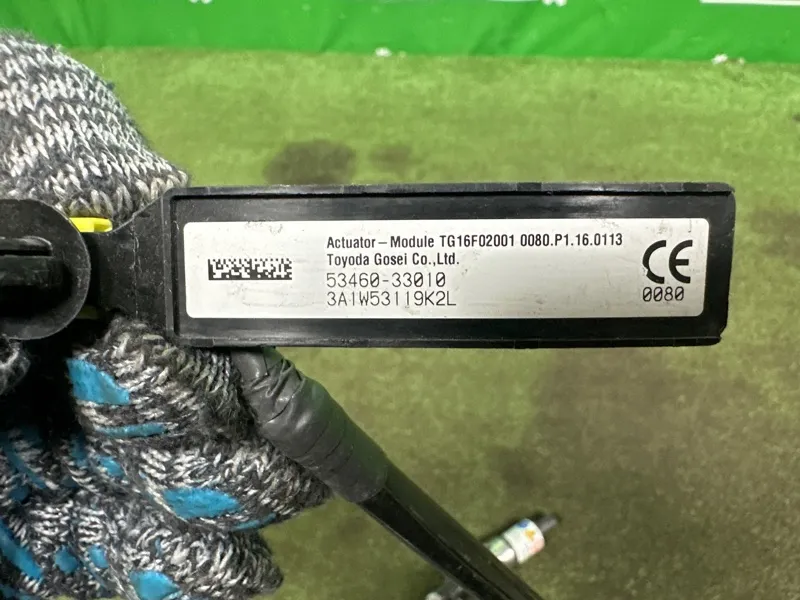 Actuator-Module TG16F02001 0080.P1.16.0113
Toyoda Gosei Co.,Ltd.
53460-33010
3A1W53119K2L
CE
0080